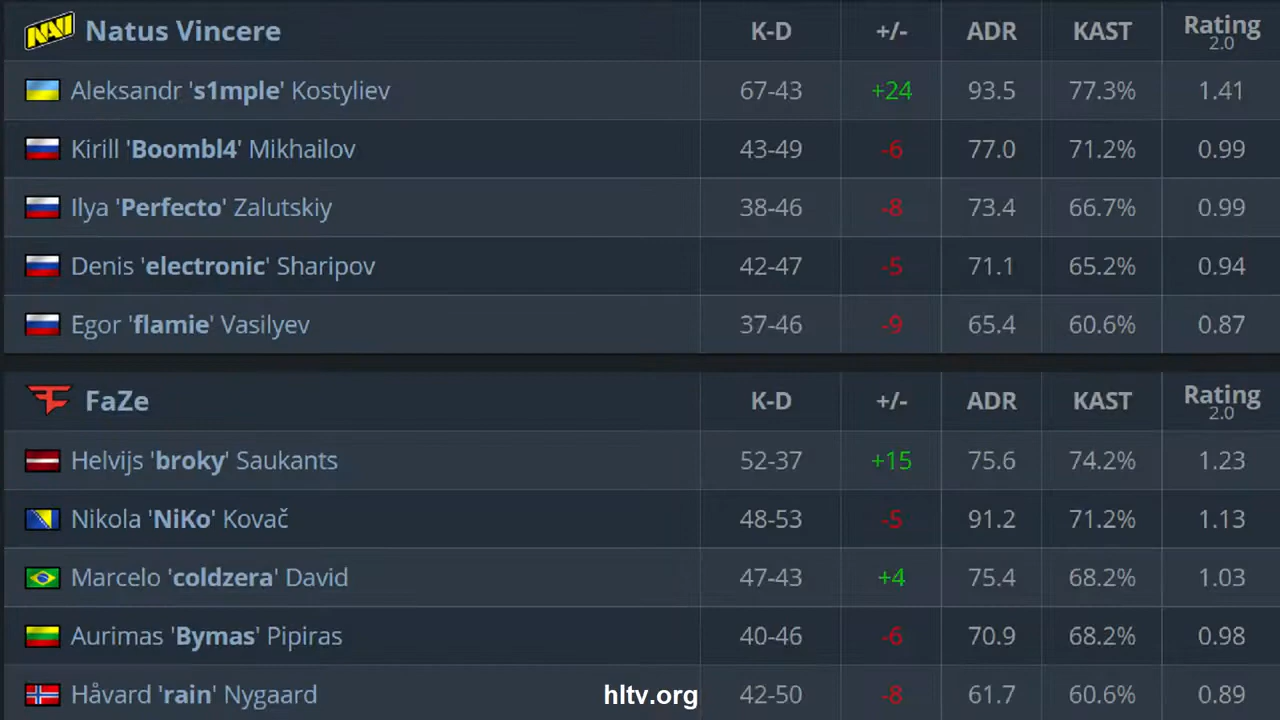 NAVI Natus Vincere K-D +/- ADR KAST Rating 2.0
Aleksandr 's1mple' Kostyliev 67-43 +24 93.5 77.3% 1.41
Kirill 'Boombl4' Mikhailov 43-49 -6 77.0 71.2% 0.99
Ilya 'Perfecto' Zalutskiy 38-46 -8 73.4 66.7% 0.99
Denis 'electronic' Sharipov 42-47 -5 71.1 65.2% 0.94
Egor 'flamie' Vasilyev 37-46 -9 65.4 60.6% 0.87
FaZe K-D +/- ADR KAST Rating 2.0
Helvijs 'broky' Saukants 52-37 +15 75.6 74.2% 1.23
Nikola 'NiKo' Kovač 48-53 -5 91.2 71.2% 1.13
Marcelo 'coldzera' David 47-43 +4 75.4 68.2% 1.03
Aurimas 'Bymas' Pipiras 40-46 -6 70.9 68.2% 0.98
Håvard 'rain' Nygaard hltv.org 42-50 -8 61.7 60.6% 0.89